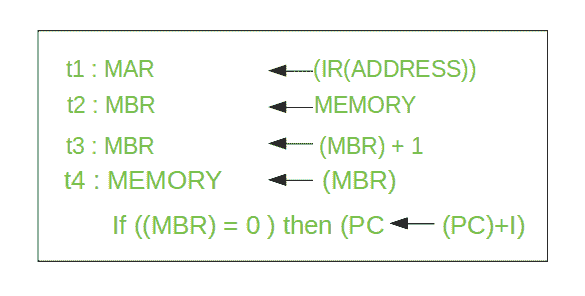 t1 : MAR ← (IR(ADDRESS))
t2 : MBR ← MEMORY
t3 : MBR ← (MBR) + 1
t4 : MEMORY ← (MBR)
If ((MBR) = 0 ) then (PC ← (PC)+I)